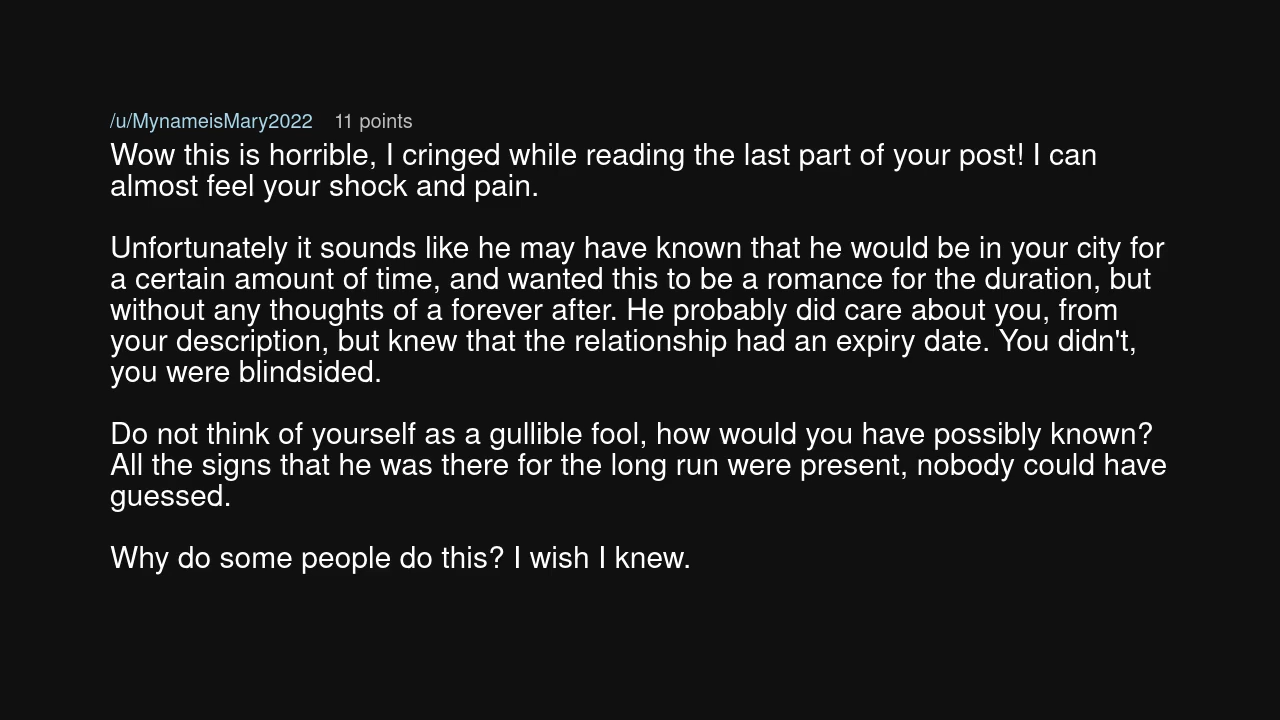 /u/MynameisMary2022 11 points
Wow this is horrible, I cringed while reading the last part of your post! I can
almost feel your shock and pain.
Unfortunately it sounds like he may have known that he would be in your city for
a certain amount of time, and wanted this to be a romance for the duration, but
without any thoughts of a forever after. He probably did care about you, from
your description, but knew that the relationship had an expiry date. You didn't,
you were blindsided.
Do not think of yourself as a gullible fool, how would you have possibly known?
All the signs that he was there for the long run were present, nobody could have
guessed.
Why do some people do this? I wish I knew.